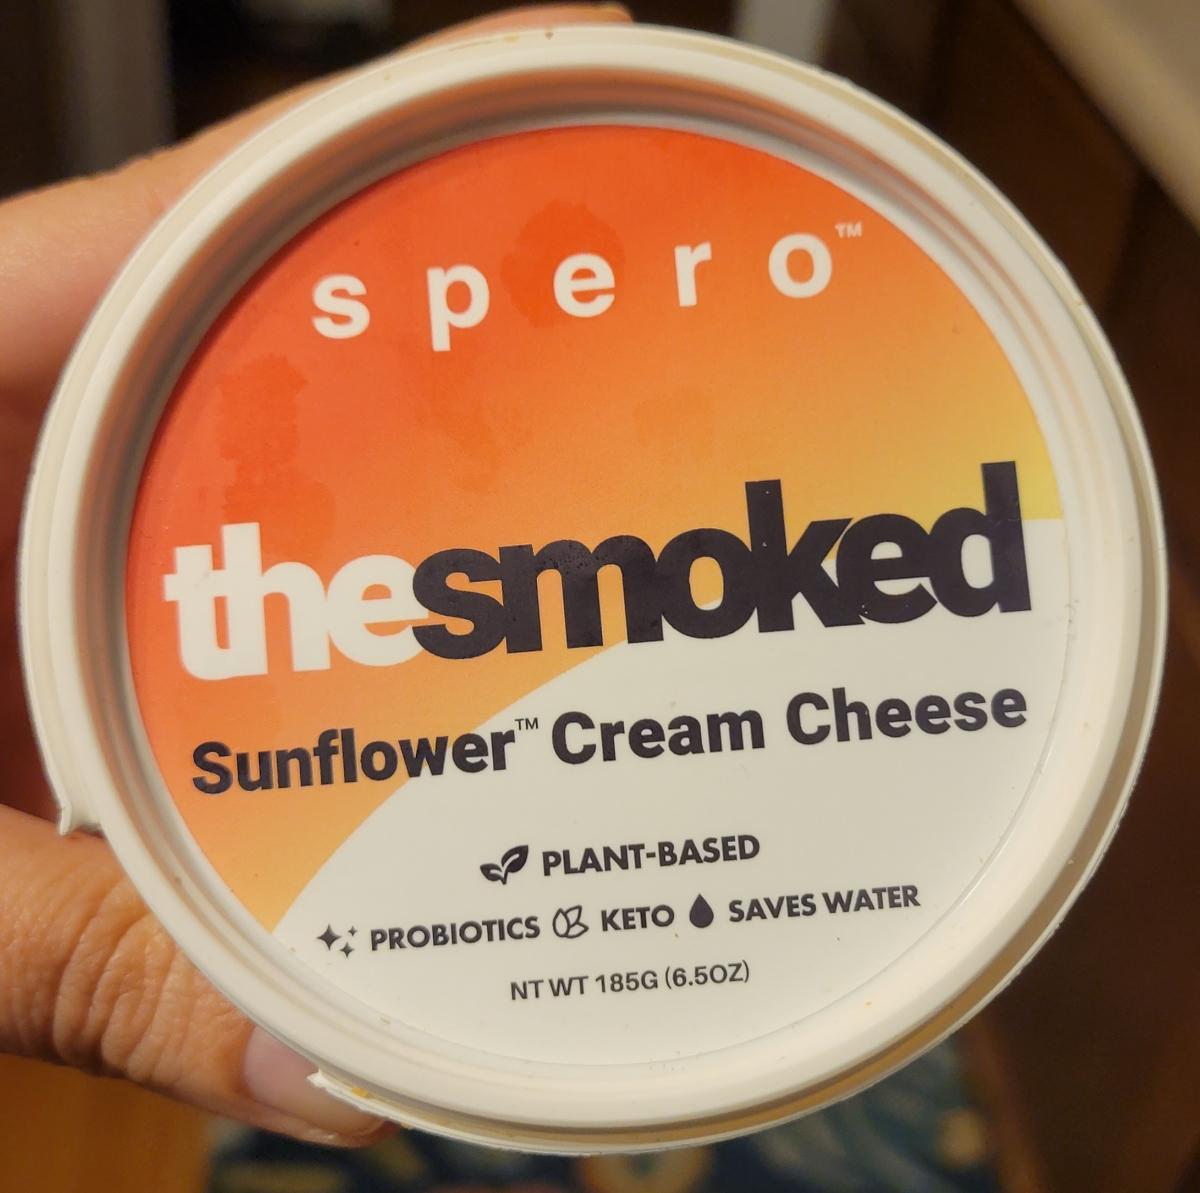 spero™
thesmoked
Sunflower™ Cream Cheese
PLANT-BASED
PROBIOTICS KETO SAVES WATER
NT WT 185G (6.5OZ)